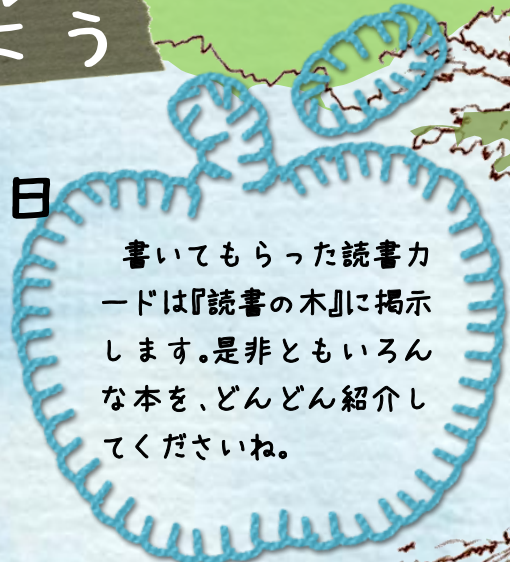 よう
日
書いてもらった読書カ
ードは『読書の木』に掲示
します。是非ともいろん
な本を、どんどん紹介し
てくださいね。